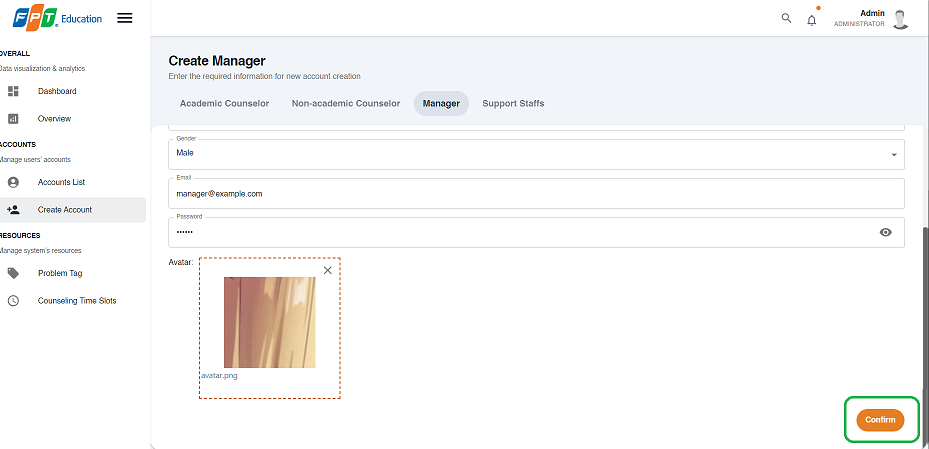 FPT Education
Admin
ADMINISTRATOR
OVERALL
Data visualization & analytics
Dashboard
Overview
ACCOUNTS
Manage users' accounts
Accounts List
Create Account
RESOURCES
Manage system's resources
Problem Tag
Counseling Time Slots
Create Manager
Enter the required information for new account creation
Academic Counselor Non-academic Counselor Manager Support Staffs
Gender
Male
Email
manager@example.com
Password
••••••
Avatar:
avatar.png
Confirm